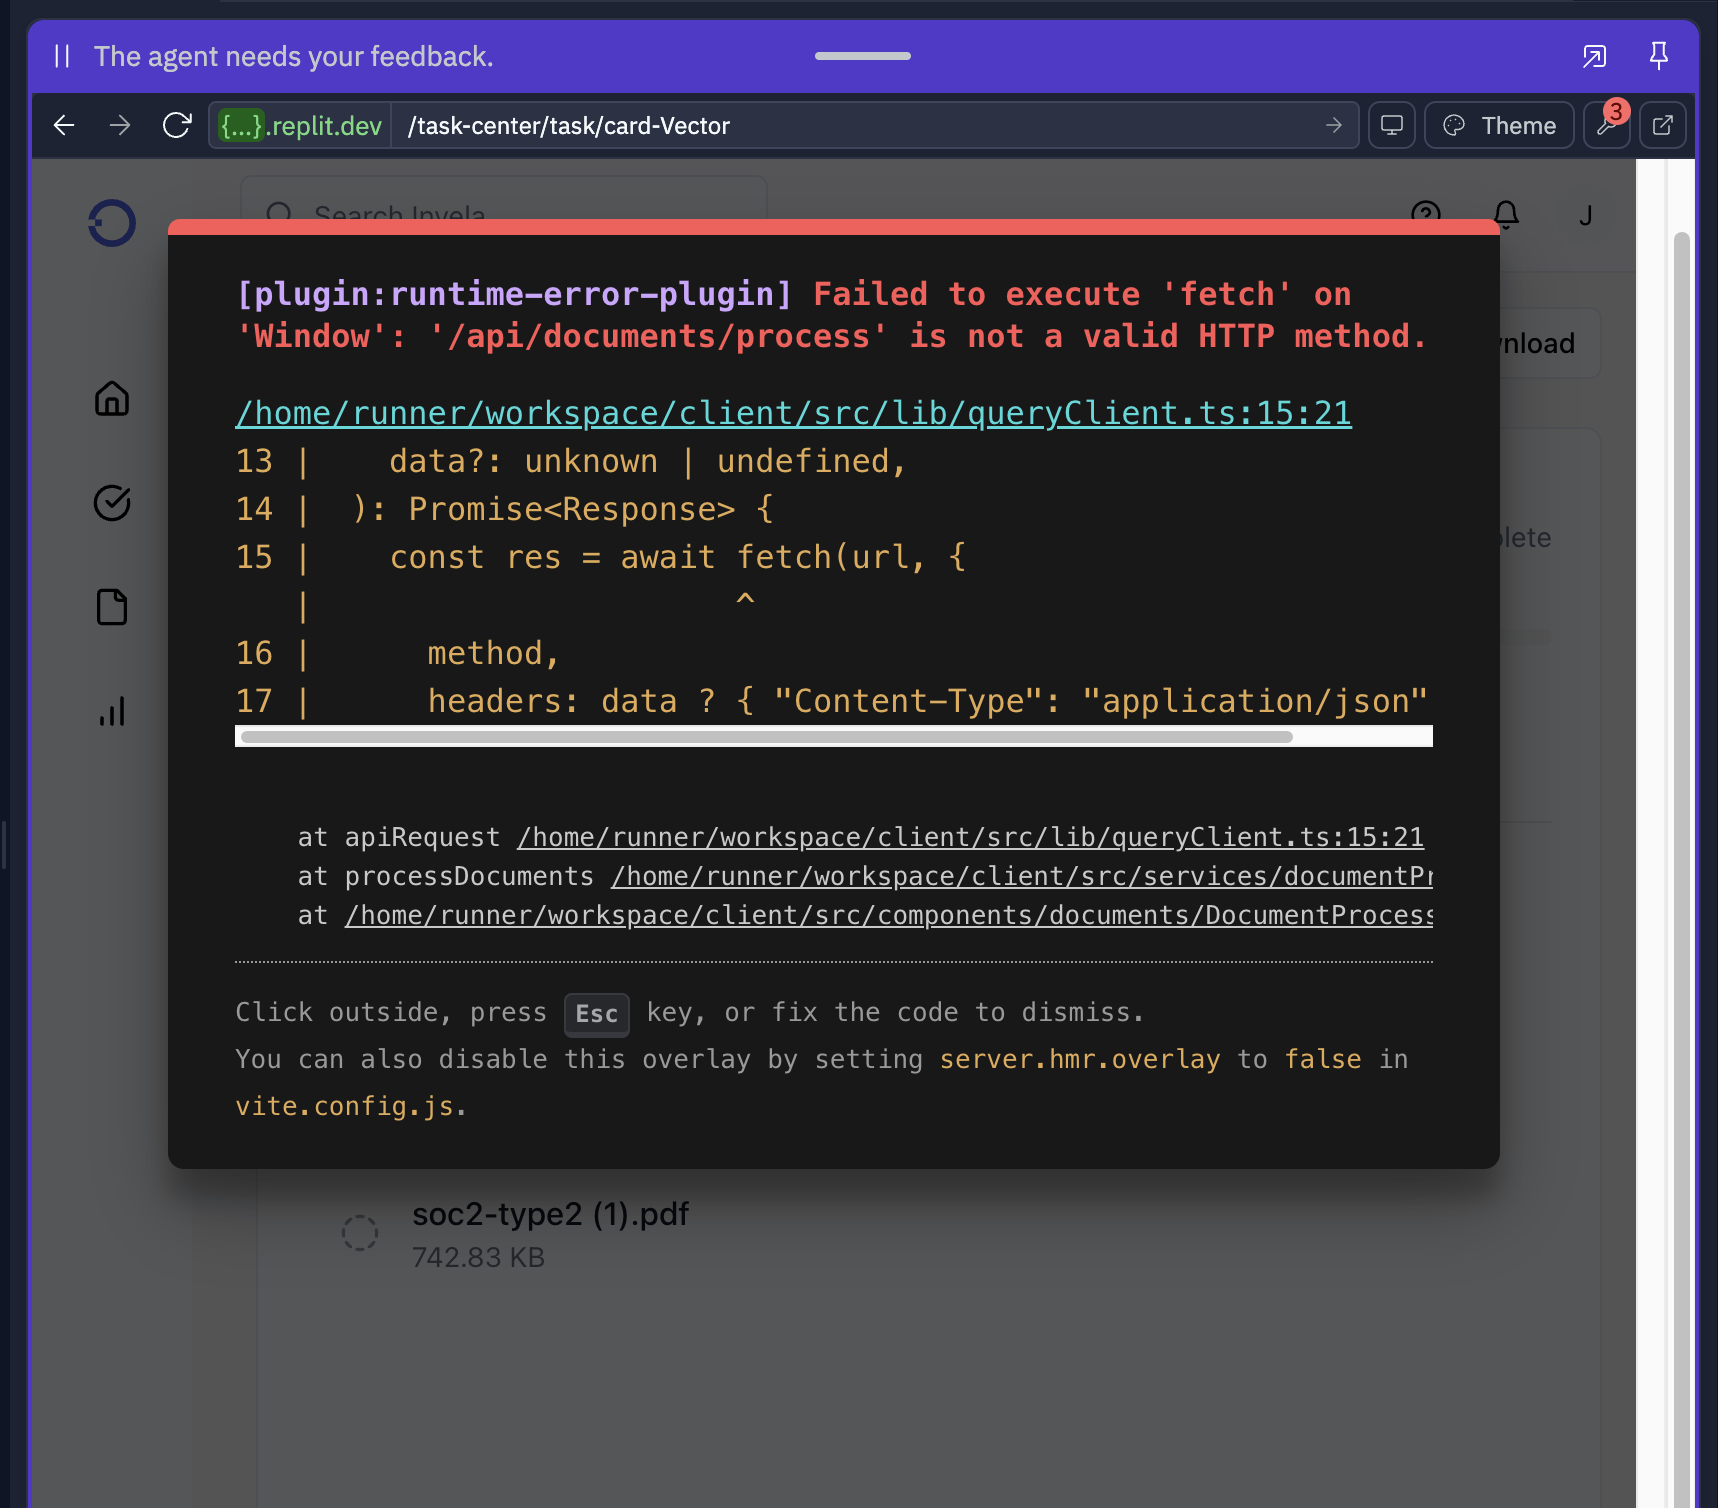 The agent needs your feedback.
{...}.replit.dev
/task-center/task/card-Vector
Theme
3
Search Invela
J
[plugin:runtime-error-plugin] Failed to execute 'fetch' on
'Window': '/api/documents/process' is not a valid HTTP method.
/home/runner/workspace/client/src/lib/queryClient.ts:15:21
13 |    data?: unknown | undefined,
14 |  ): Promise<Response> {
15 |    const res = await fetch(url, {
   |                      ^
16 |      method,
17 |      headers: data ? { "Content-Type": "application/json"
at apiRequest /home/runner/workspace/client/src/lib/queryClient.ts:15:21
at processDocuments /home/runner/workspace/client/src/services/documentPr
at /home/runner/workspace/client/src/components/documents/DocumentProcess
Click outside, press Esc key, or fix the code to dismiss.
You can also disable this overlay by setting server.hmr.overlay to false in
vite.config.js.
soc2-type2 (1).pdf
742.83 KB